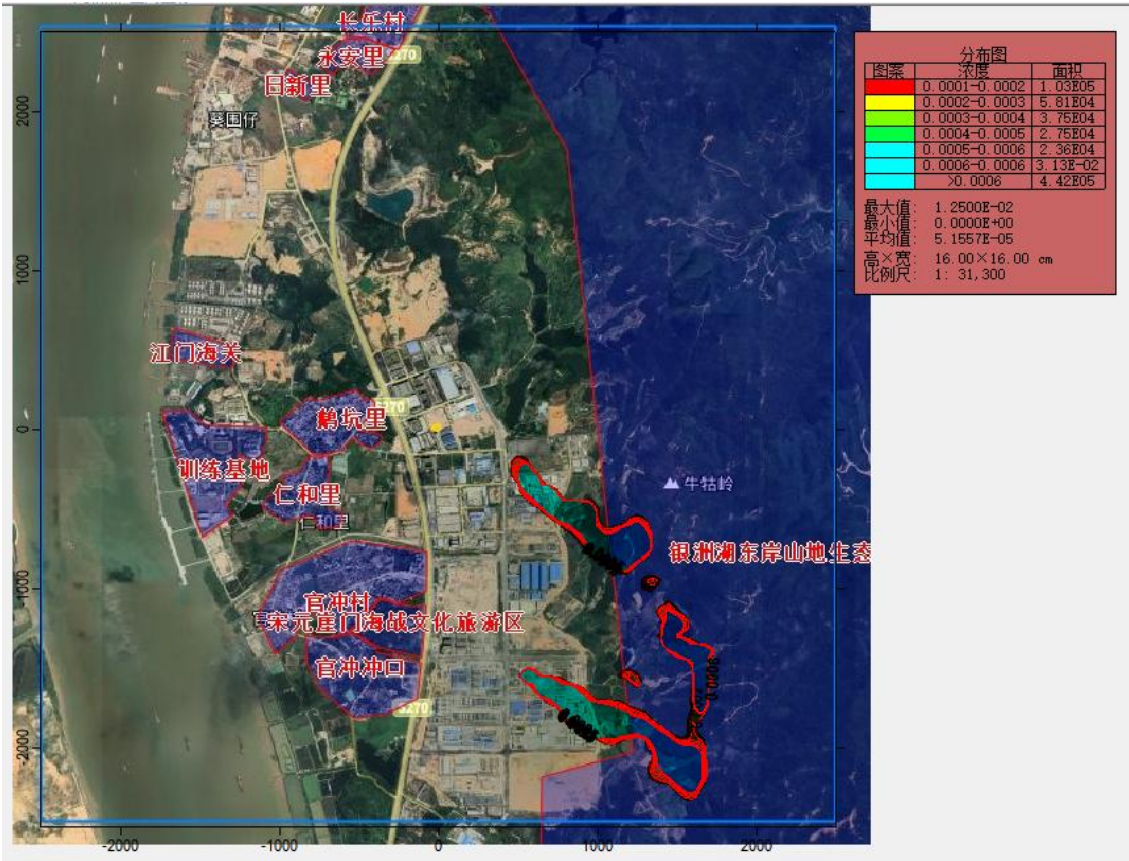 长乐村
S270
永安里
日新里
葵围仔
分布图
图案 浓度 面积
0.0001-0.0002 1.03E05
0.0002-0.0003 5.81E04
0.0003-0.0004 3.75E04
0.0004-0.0005 2.75E04
0.0005-0.0006 2.36E04
0.0006-0.0006 3.13E-02
>0.0006 4.42E05
最大值: 1.2500E-02
最小值: 0.0000E+00
平均值: 5.1557E-05
高×宽: 16.00×16.00 cm
比例尺: 1: 31,300
江门海关
鹅坑里
S270
训练基地
仁和里
仁和里
牛牯岭
银洲湖东岸山地生态
官冲村
宋元崖门海战文化旅游区
官冲冲口
S270
0.0006
2000
1000
0
-1000
-2000
-2000 -1000 0 1000 2000